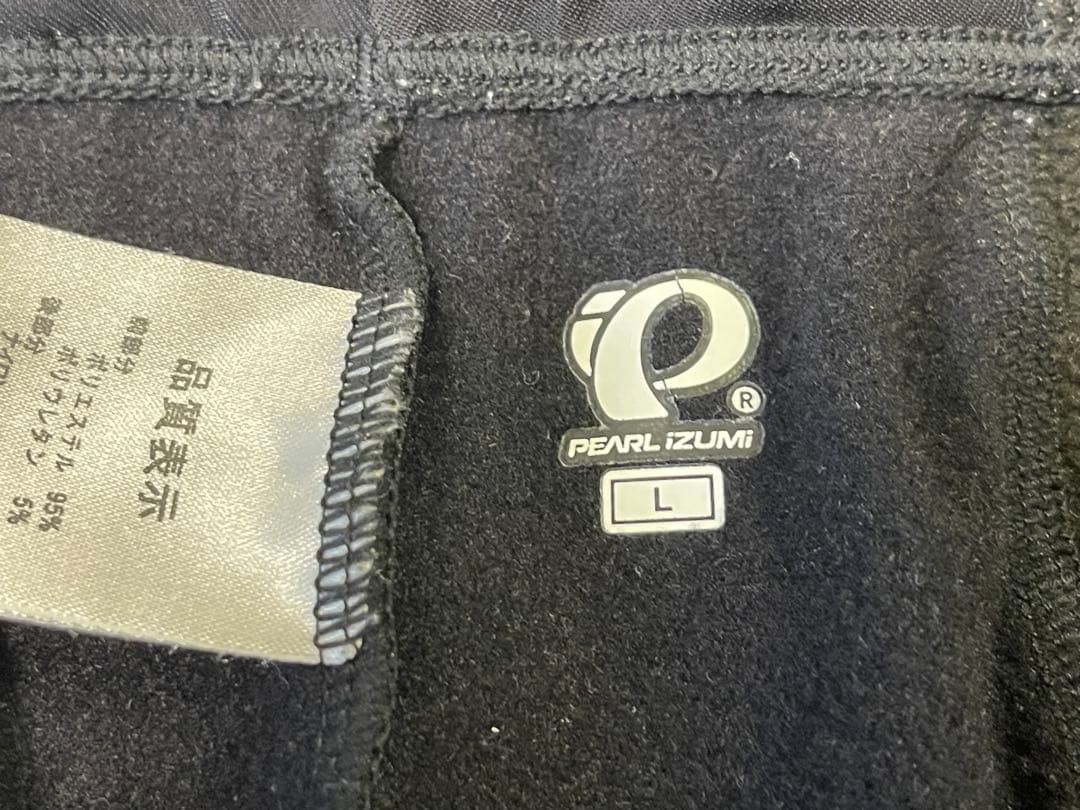 品質表示
ポリエステル 95%
ポリウレタン 5%
PEARL iZUMi
®
L